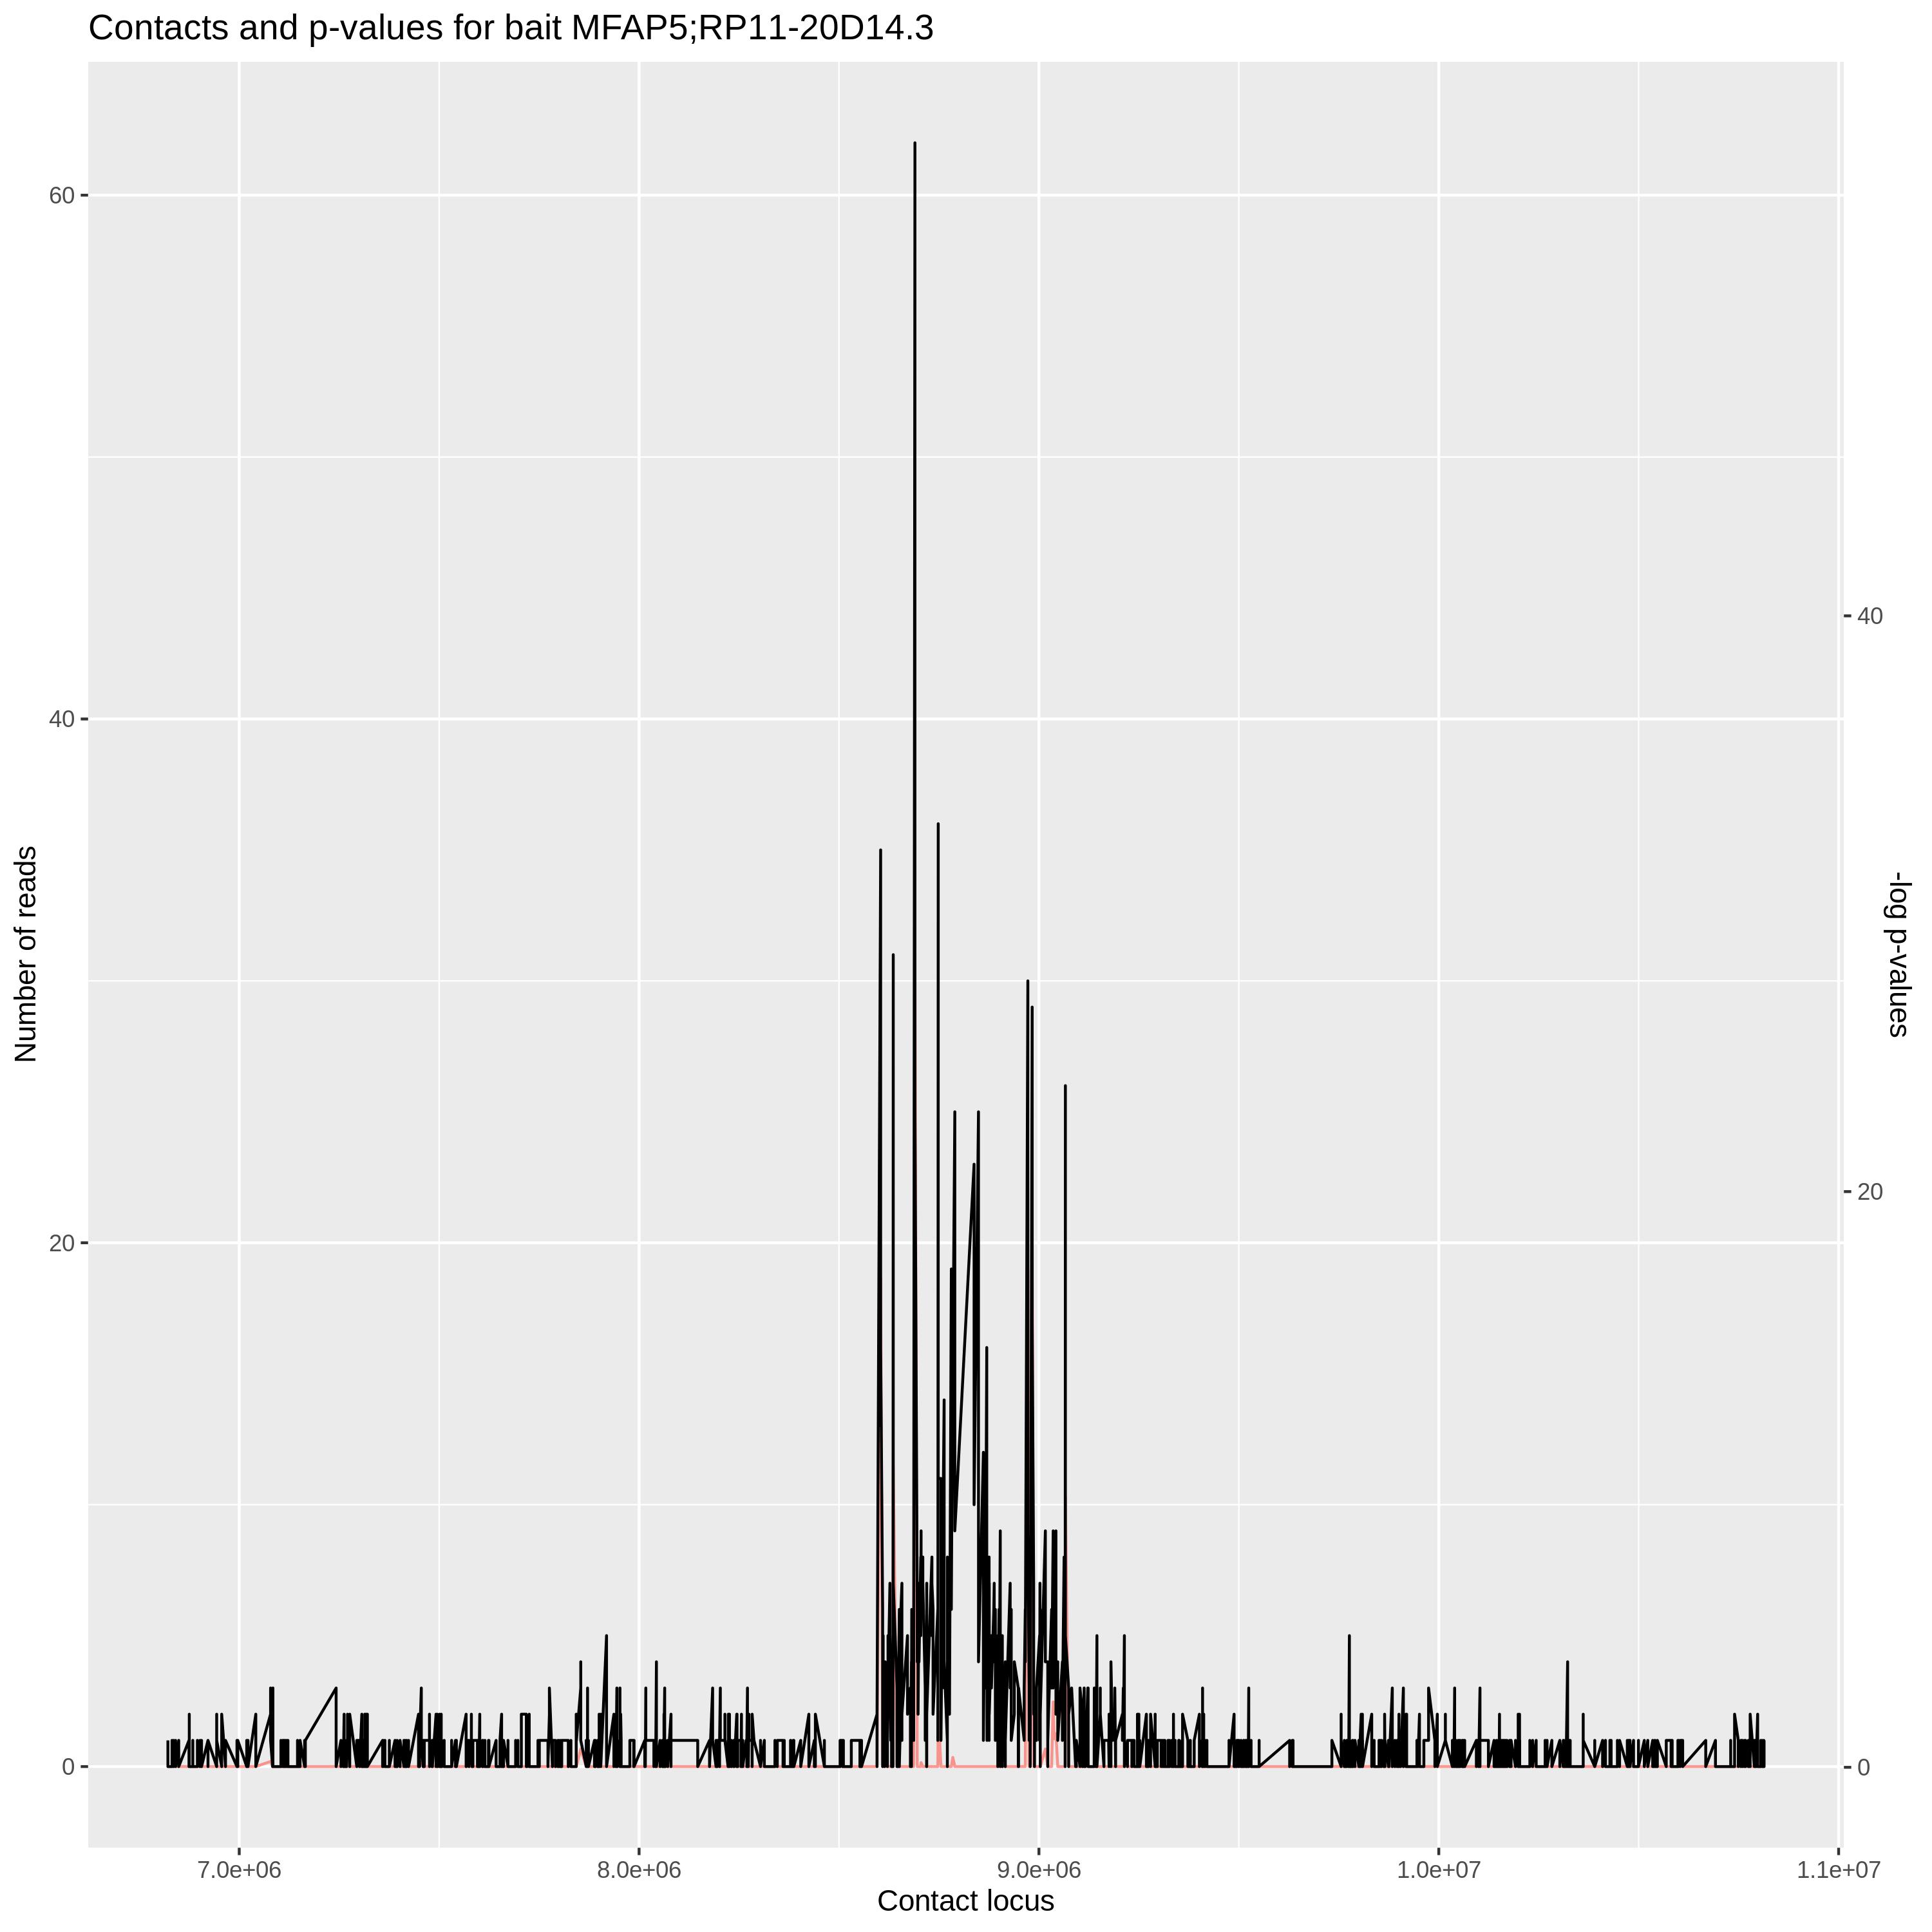 Contacts and p-values for bait MFAP5;RP11-20D14.3
60
40
20
0
Number of reads
40
20
0
-log p-values
7.0e+06 8.0e+06 9.0e+06 1.0e+07 1.1e+07
Contact locus